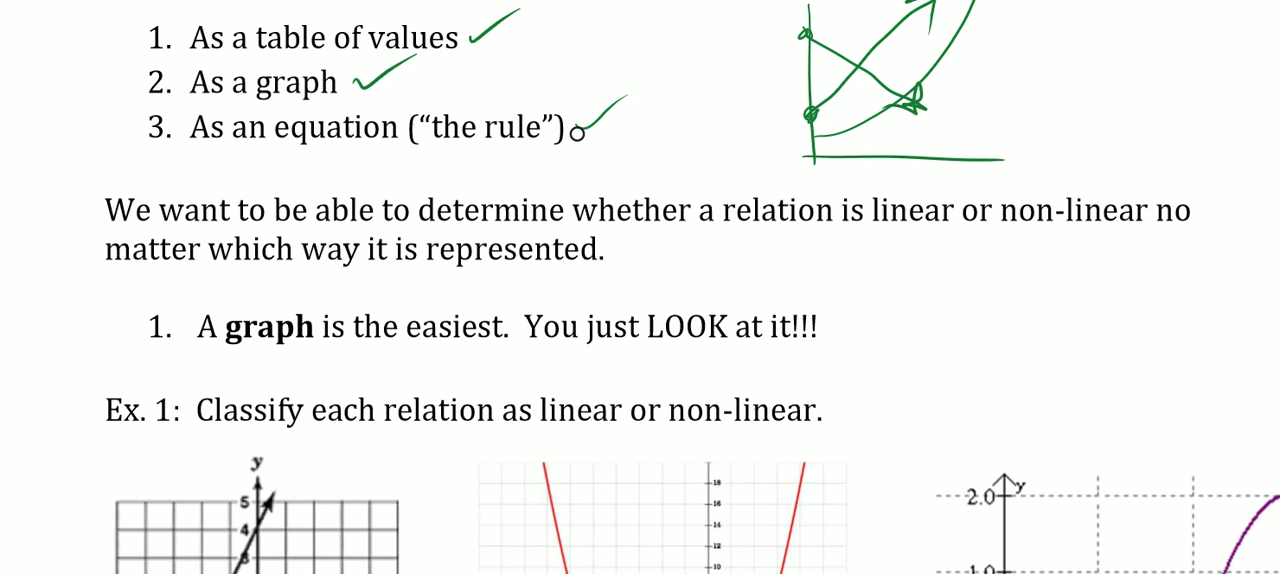 1. As a table of values
2. As a graph
3. As an equation (“the rule”)
We want to be able to determine whether a relation is linear or non-linear no
matter which way it is represented.
1. A graph is the easiest. You just LOOK at it!!!
Ex. 1: Classify each relation as linear or non-linear.
y
5
4
3
18
16
14
12
10
y
2.0
1.0